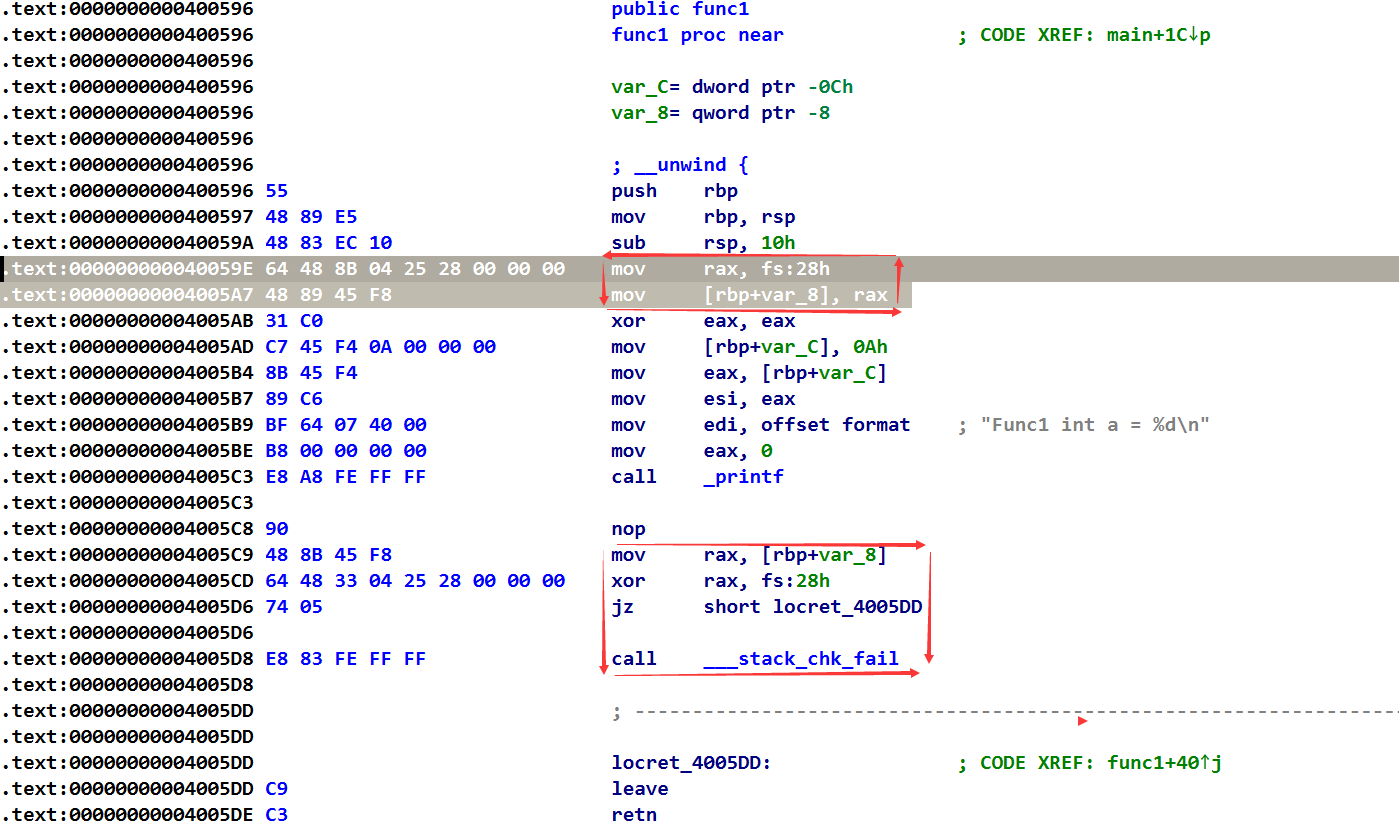 .text:0000000000400596 public func1
.text:0000000000400596 func1 proc near ; CODE XREF: main+1C↓p
.text:0000000000400596
.text:0000000000400596 var_C= dword ptr -0Ch
.text:0000000000400596 var_8= qword ptr -8
.text:0000000000400596
.text:0000000000400596 ; __unwind {
.text:0000000000400596 55 push rbp
.text:0000000000400597 48 89 E5 mov rbp, rsp
.text:000000000040059A 48 83 EC 10 sub rsp, 10h
.text:000000000040059E 64 48 8B 04 25 28 00 00 00 mov rax, fs:28h
.text:00000000004005A7 48 89 45 F8 mov [rbp+var_8], rax
.text:00000000004005AB 31 C0 xor eax, eax
.text:00000000004005AD C7 45 F4 0A 00 00 00 mov [rbp+var_C], 0Ah
.text:00000000004005B4 8B 45 F4 mov eax, [rbp+var_C]
.text:00000000004005B7 89 C6 mov esi, eax
.text:00000000004005B9 BF 64 07 40 00 mov edi, offset format ; "Func1 int a = %d\n"
.text:00000000004005BE B8 00 00 00 00 mov eax, 0
.text:00000000004005C3 E8 A8 FE FF FF call _printf
.text:00000000004005C3
.text:00000000004005C8 90 nop
.text:00000000004005C9 48 8B 45 F8 mov rax, [rbp+var_8]
.text:00000000004005CD 64 48 33 04 25 28 00 00 00 xor rax, fs:28h
.text:00000000004005D6 74 05 jz short locret_4005DD
.text:00000000004005D6
.text:00000000004005D8 E8 83 FE FF FF call ___stack_chk_fail
.text:00000000004005D8
.text:00000000004005DD ; ---------------------------------------------------------------------------
.text:00000000004005DD
.text:00000000004005DD locret_4005DD: ; CODE XREF: func1+40↑j
.text:00000000004005DD C9 leave
.text:00000000004005DE C3 retn